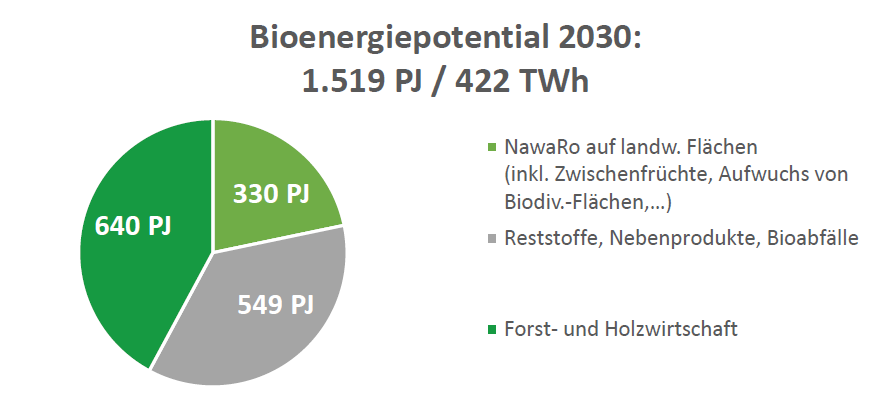 Bioenergiepotential 2030:
1.519 PJ / 422 TWh
330 PJ
640 PJ
549 PJ
NawaRo auf landw. Flächen
(inkl. Zwischenfrüchte, Aufwuchs von
Biodiv.-Flächen,...)
Reststoffe, Nebenprodukte, Bioabfälle
Forst- und Holzwirtschaft